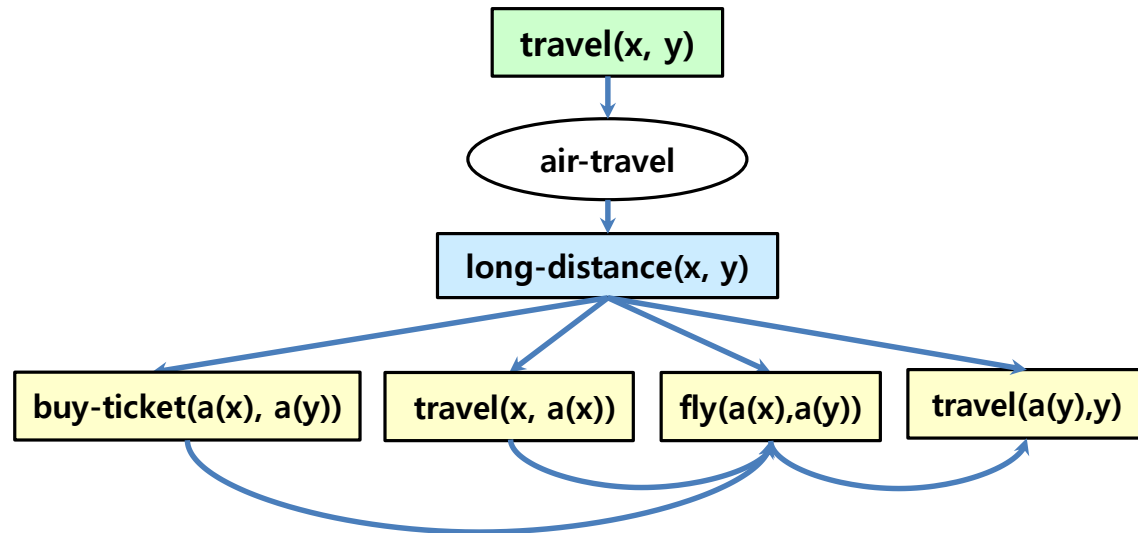 travel(x, y)
air-travel
long-distance(x, y)
buy-ticket(a(x), a(y))
travel(x, a(x))
fly(a(x),a(y))
travel(a(y),y)